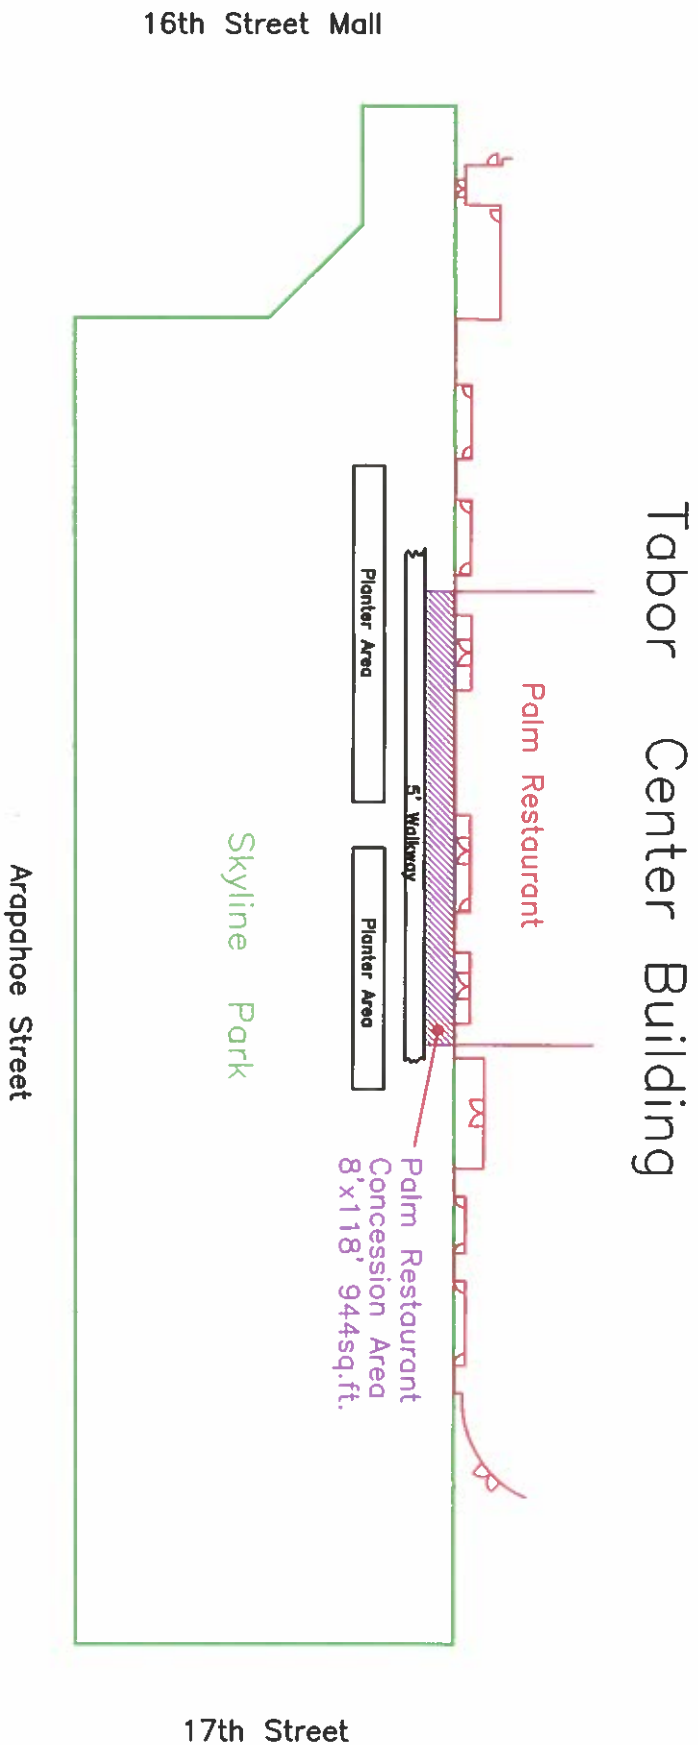 16th Street Mall
Tabor Center Building
Palm Restaurant
Planter Area
5' Walkway
Planter Area
Skyline Park
Palm Restaurant
Concession Area
8'x118' 944sq.ft.
Arapahoe Street
17th Street